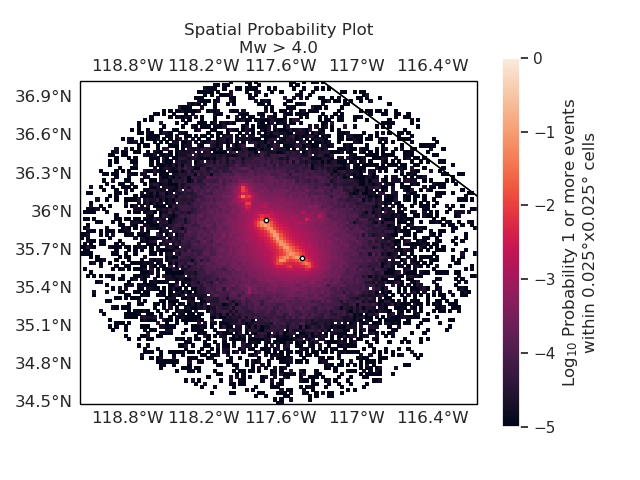 Spatial Probability Plot
Mw > 4.0
118.8°W 118.2°W 117.6°W 117°W 116.4°W
36.9°N
36.6°N
36.3°N
36°N
35.7°N
35.4°N
35.1°N
34.8°N
34.5°N
118.8°W 118.2°W 117.6°W 117°W 116.4°W
0
−1
−2
−3
−4
−5
Log₁₀ Probability 1 or more events
within 0.025°x0.025° cells